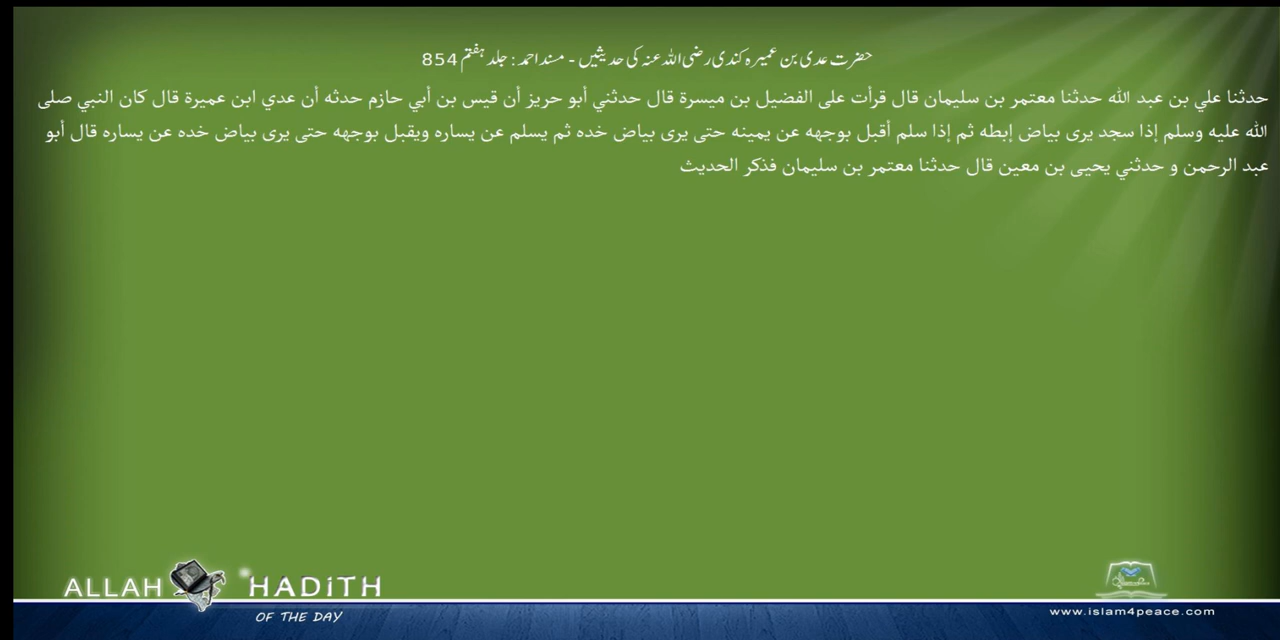 حضرت عدی بن عمیرہ کندی رضی اللہ عنہ کی حدیثیں - مسند احمد : جلد ہفتم 854
حدثنا علي بن عبد الله حدثنا معتمر بن سليمان قال قرأت على الفضيل بن ميسرة قال حدثني أبو حريز أن قيس بن أبي حازم حدثه أن عدي ابن عميرة قال كان النبي صلى
الله عليه وسلم إذا سجد يرى بياض إبطه ثم إذا سلم أقبل بوجهه عن يمينه حتى يرى بياض خده ثم يسلم عن يساره ويقبل بوجهه حتى يرى بياض خده عن يساره قال أبو
عبد الرحمن و حدثني يحيى بن معين قال حدثنا معتمر بن سليمان فذكر الحديث
ALLAH HADITH
OF THE DAY
www.islam4peace.com